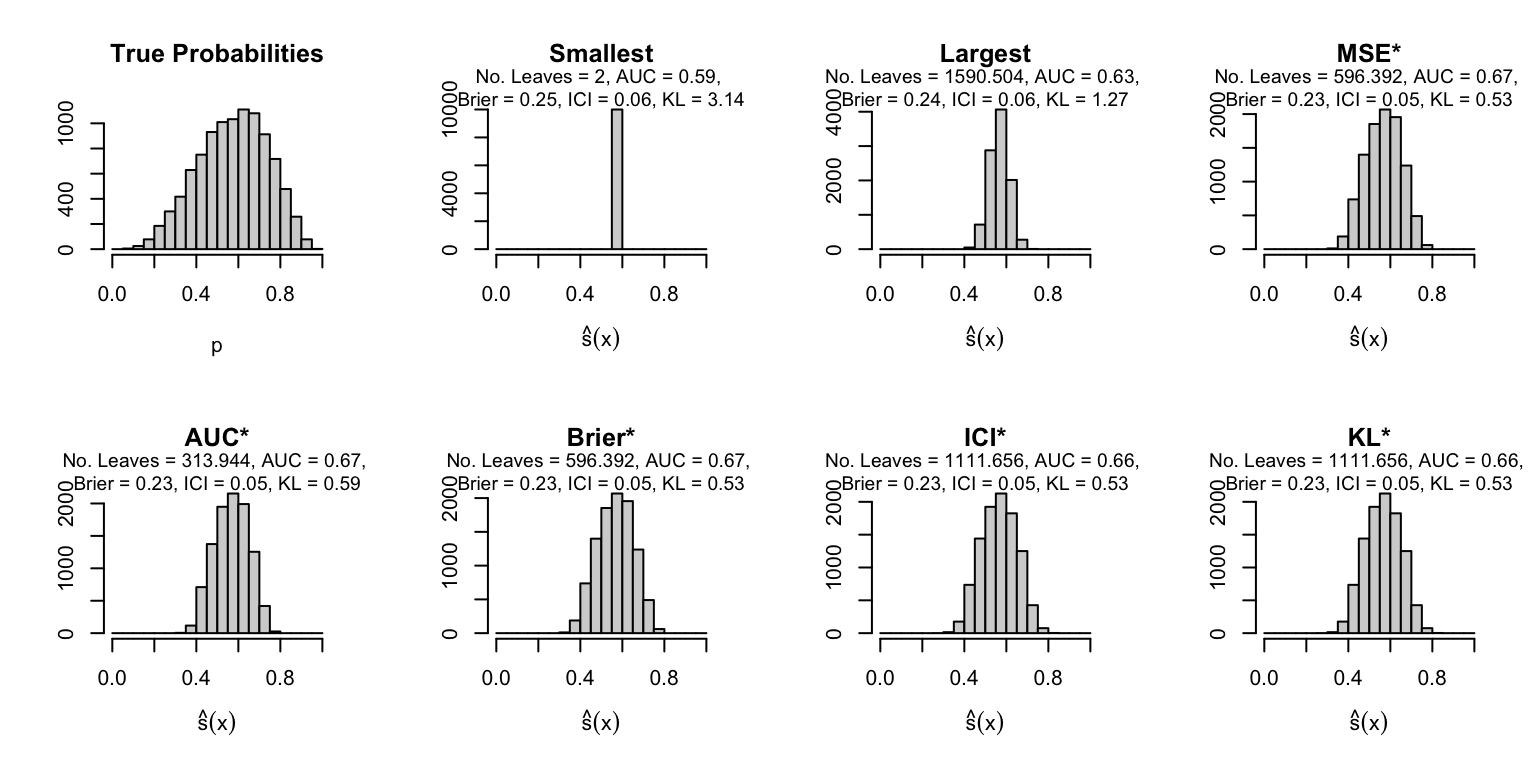 True Probabilities
1000
400
0
0.0 0.4 0.8
p
Smallest
No. Leaves = 2, AUC = 0.59,
Brier = 0.25, ICI = 0.06, KL = 3.14
10000
4000
0
0.0 0.4 0.8
ŝ(x)
Largest
No. Leaves = 1590.504, AUC = 0.63,
Brier = 0.24, ICI = 0.06, KL = 1.27
4000
2000
0
0.0 0.4 0.8
ŝ(x)
MSE*
No. Leaves = 596.392, AUC = 0.67,
Brier = 0.23, ICI = 0.05, KL = 0.53
2000
1000
0
0.0 0.4 0.8
ŝ(x)
AUC*
No. Leaves = 313.944, AUC = 0.67,
Brier = 0.23, ICI = 0.05, KL = 0.59
2000
1000
0
0.0 0.4 0.8
ŝ(x)
Brier*
No. Leaves = 596.392, AUC = 0.67,
Brier = 0.23, ICI = 0.05, KL = 0.53
2000
1000
0
0.0 0.4 0.8
ŝ(x)
ICI*
No. Leaves = 1111.656, AUC = 0.66,
Brier = 0.23, ICI = 0.05, KL = 0.53
2000
1000
0
0.0 0.4 0.8
ŝ(x)
KL*
No. Leaves = 1111.656, AUC = 0.66,
Brier = 0.23, ICI = 0.05, KL = 0.53
2000
1000
0
0.0 0.4 0.8
ŝ(x)